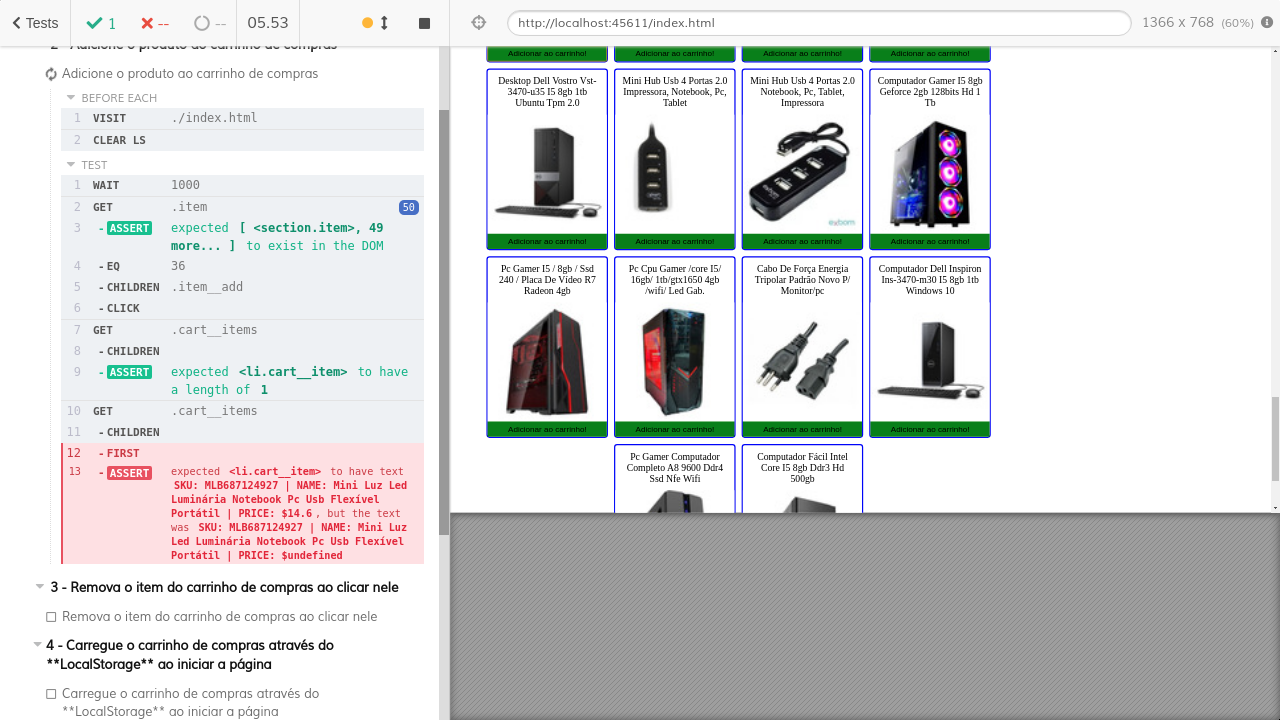 Tests
1
--
--
05.53
http://localhost:45611/index.html
1366 x 768 (60%)
2 - Adicione o produto ao carrinho de compras
Adicione o produto ao carrinho de compras
BEFORE EACH
1 VISIT ./index.html
2 CLEAR LS
TEST
1 WAIT 1000
2 GET .item 50
3 - ASSERT expected [ <section.item>, 49
more... ] to exist in the DOM
4 - EQ 36
5 - CHILDREN .item__add
6 - CLICK
7 GET .cart__items
8 - CHILDREN
9 - ASSERT expected <li.cart__item> to have
a length of 1
10 GET .cart__items
11 - CHILDREN
12 - FIRST
13 - ASSERT expected <li.cart__item> to have text
SKU: MLB687124927 | NAME: Mini Luz Led
Luminária Notebook Pc Usb Flexível
Portátil | PRICE: $14.6, but the text
was SKU: MLB687124927 | NAME: Mini Luz
Led Luminária Notebook Pc Usb Flexível
Portátil | PRICE: $undefined
3 - Remova o item do carrinho de compras ao clicar nele
Remova o item do carrinho de compras ao clicar nele
4 - Carregue o carrinho de compras através do
**LocalStorage** ao iniciar a página
Carregue o carrinho de compras através do
**LocalStorage** ao iniciar a página
Adicionar ao carrinho!
Adicionar ao carrinho!
Adicionar ao carrinho!
Adicionar ao carrinho!
Desktop Dell Vostro Vst-
3470-u35 I5 8gb 1tb
Ubuntu Tpm 2.0
Adicionar ao carrinho!
Mini Hub Usb 4 Portas 2.0
Impressora, Notebook, Pc,
Tablet
Adicionar ao carrinho!
Mini Hub Usb 4 Portas 2.0
Notebook, Pc, Tablet,
Impressora
exbom
Adicionar ao carrinho!
Computador Gamer I5 8gb
Geforce 2gb 128bits Hd 1
Tb
Adicionar ao carrinho!
Pc Gamer I5 / 8gb / Ssd
240 / Placa De Vídeo R7
Radeon 4gb
Adicionar ao carrinho!
Pc Cpu Gamer /core I5/
16gb/ 1tb/gtx1650 4gb
/wifi/ Led Gab.
Adicionar ao carrinho!
Cabo De Força Energia
Tripolar Padrão Novo P/
Monitor/pc
Adicionar ao carrinho!
Computador Dell Inspiron
Ins-3470-m30 I5 8gb 1tb
Windows 10
Adicionar ao carrinho!
Pc Gamer Computador
Completo A8 9600 Ddr4
Ssd Nfe Wifi
Computador Fácil Intel
Core I5 8gb Ddr3 Hd
500gb